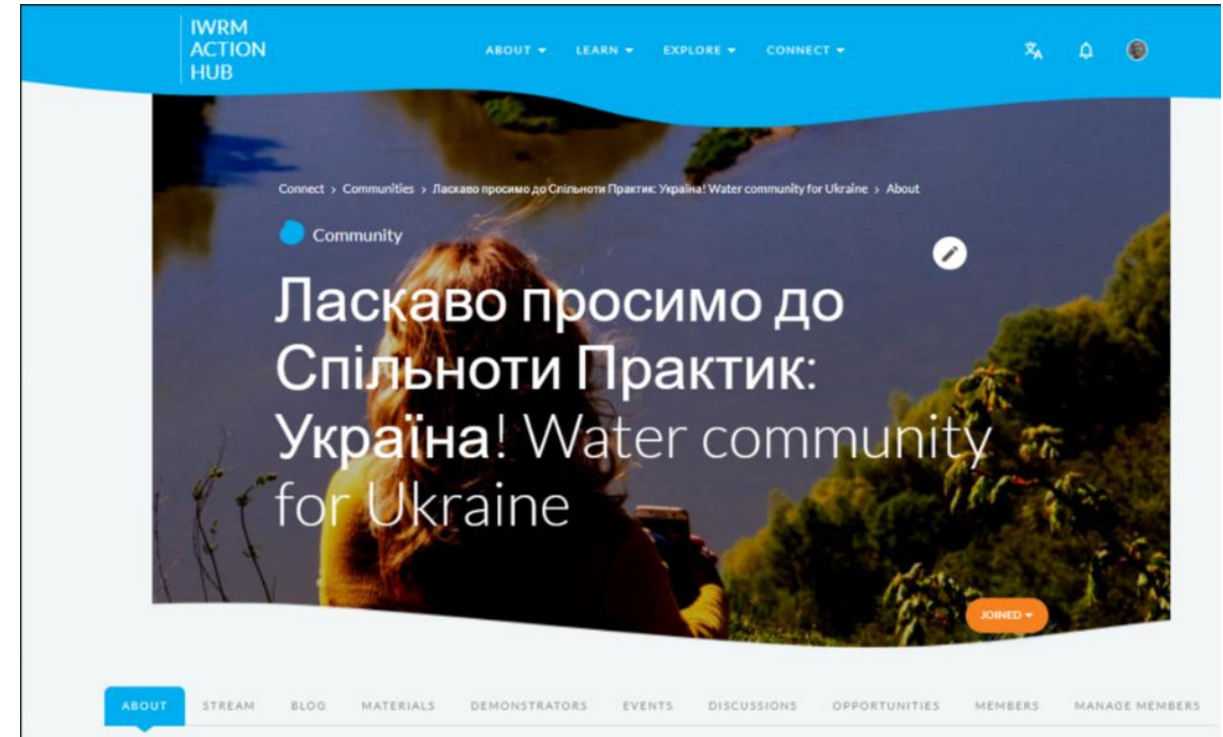 IWRM
ACTION
HUB
ABOUT LEARN EXPLORE CONNECT
Connect > Communities > Ласкаво просимо до Спільноти Практик: Україна! Water community for Ukraine > About
Community
Ласкаво просимо до
Спільноти Практик:
Україна! Water community
for Ukraine
JOINED
ABOUT STREAM BLOG MATERIALS DEMONSTRATORS EVENTS DISCUSSIONS OPPORTUNITIES MEMBERS MANAGE MEMBERS